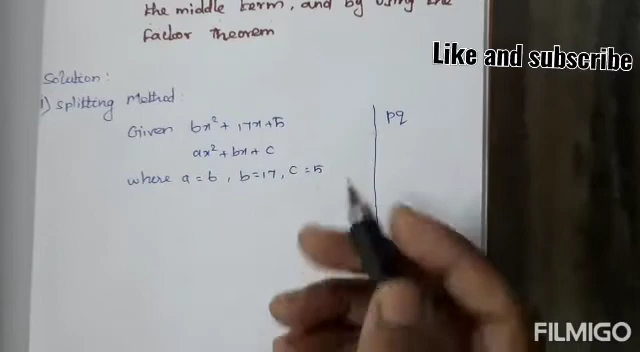 the middle term, and by using the
factor theorem
Like and subscribe
Solution:
1) Splitting Method:
Given 6x² + 17x + 5
pq
ax² + bx + c
where a = 6, b = 17, c = 5
FILMIGO